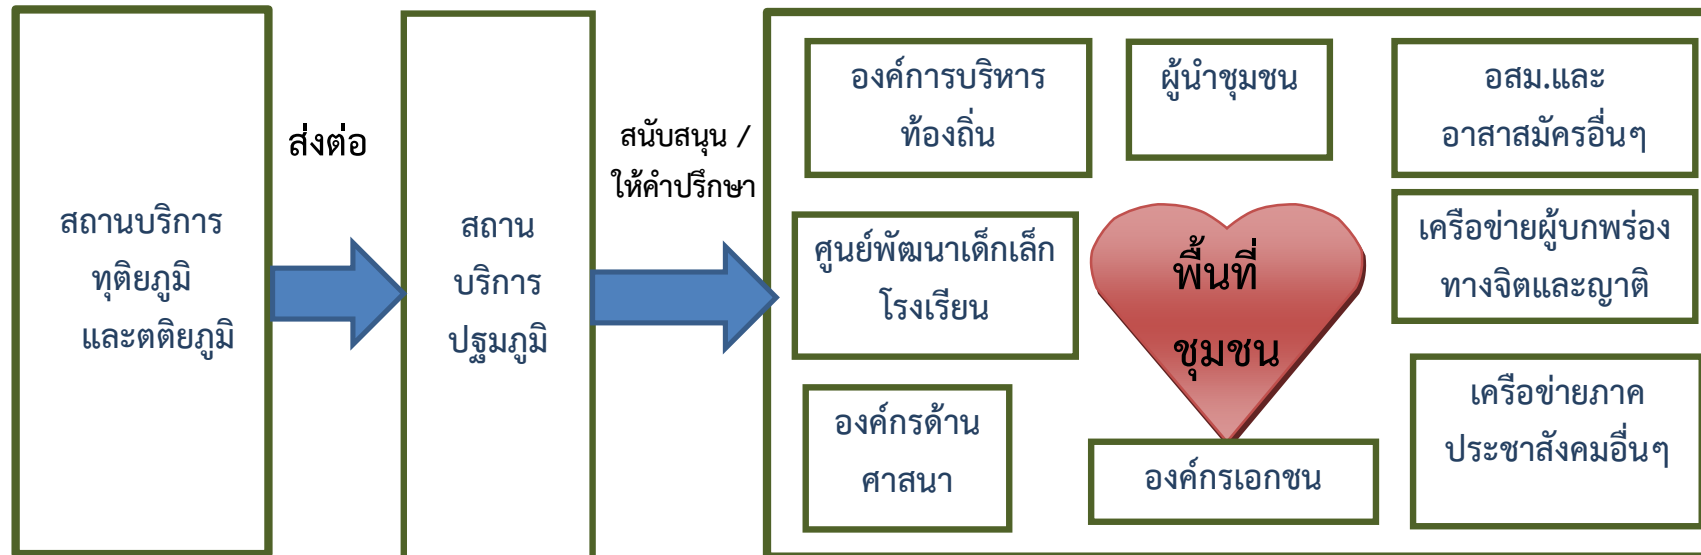 สถานบริการ
ทุติยภูมิ
และตติยภูมิ
ส่งต่อ
สถาน
บริการ
ปฐมภูมิ
สนับสนุน /
ให้คำปรึกษา
องค์การบริหาร
ท้องถิ่น
ผู้นำชุมชน
อสม.และ
อาสาสมัครอื่นๆ
ศูนย์พัฒนาเด็กเล็ก
โรงเรียน
พื้นที่
ชุมชน
เครือข่ายผู้บกพร่อง
ทางจิตและญาติ
องค์กรด้าน
ศาสนา
องค์กรเอกชน
เครือข่ายภาค
ประชาสังคมอื่นๆ